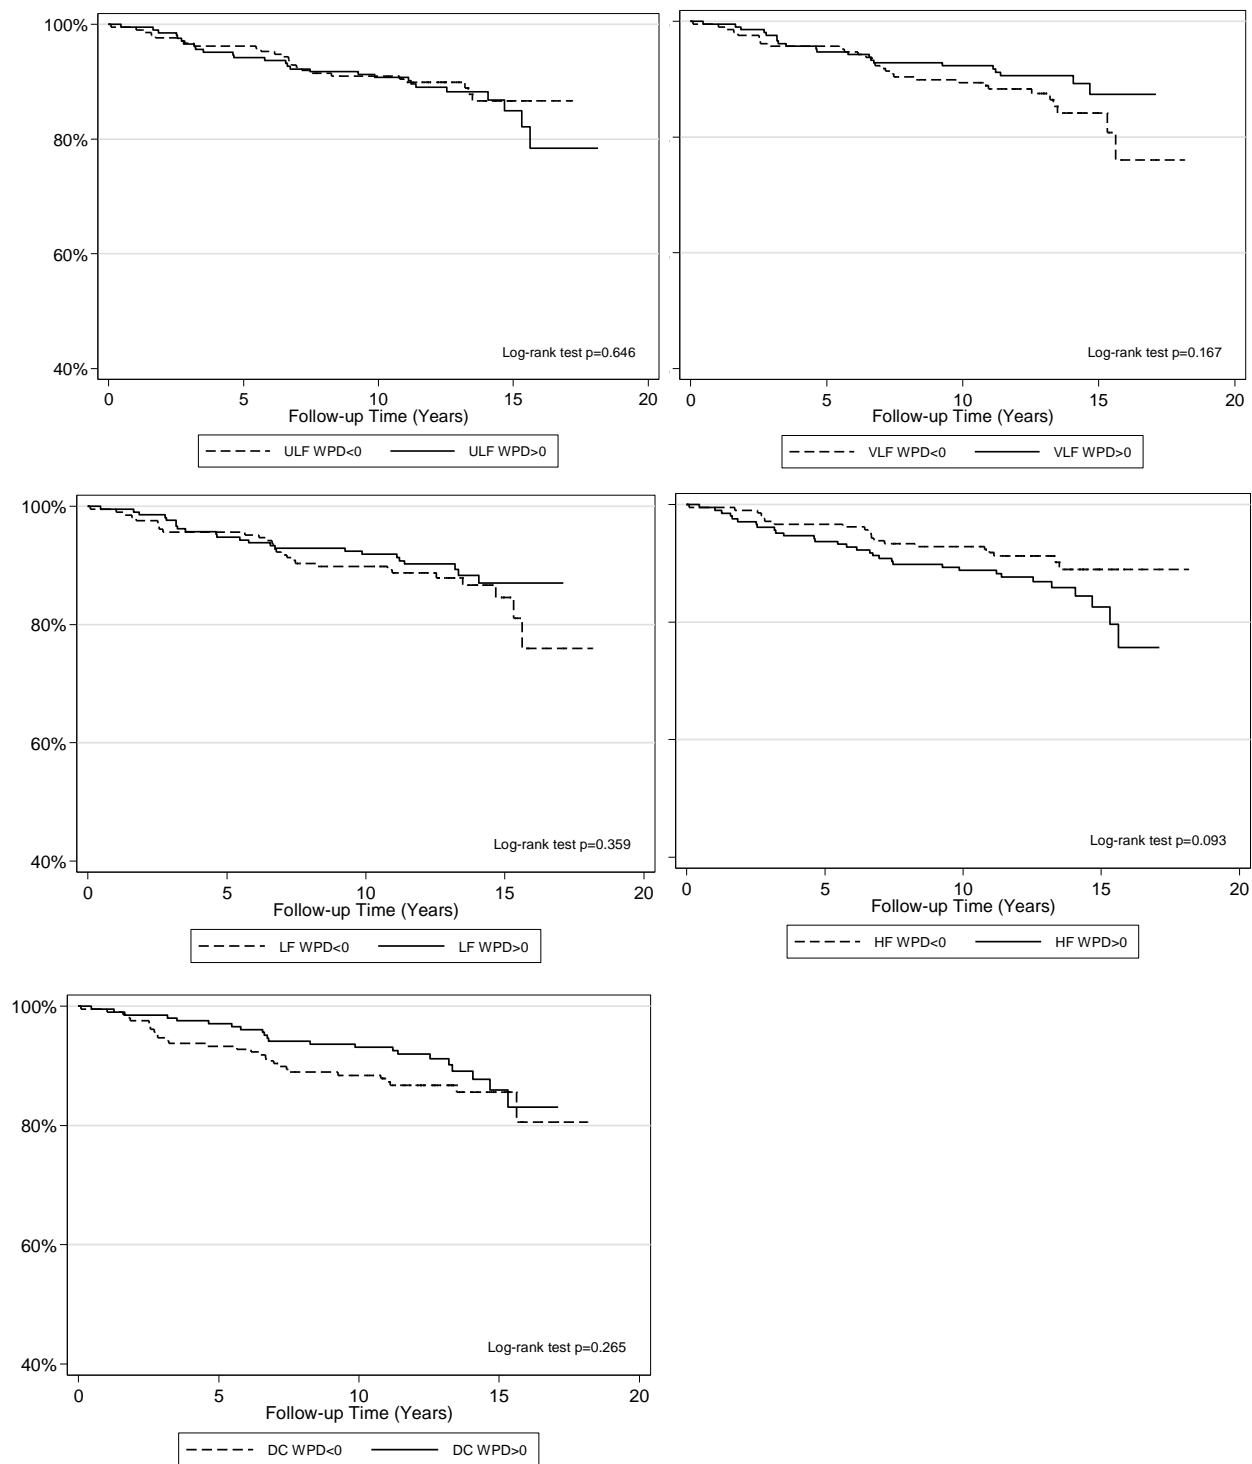 100%
80%
60%
40%
Log-rank test p=0.646
0 5 10 15 20
Follow-up Time (Years)
ULF WPD<0 ULF WPD>0
Log-rank test p=0.167
0 5 10 15 20
Follow-up Time (Years)
VLF WPD<0 VLF WPD>0
100%
80%
60%
40%
Log-rank test p=0.359
0 5 10 15 20
Follow-up Time (Years)
LF WPD<0 LF WPD>0
Log-rank test p=0.093
0 5 10 15 20
Follow-up Time (Years)
HF WPD<0 HF WPD>0
100%
80%
60%
40%
Log-rank test p=0.265
0 5 10 15 20
Follow-up Time (Years)
DC WPD<0 DC WPD>0